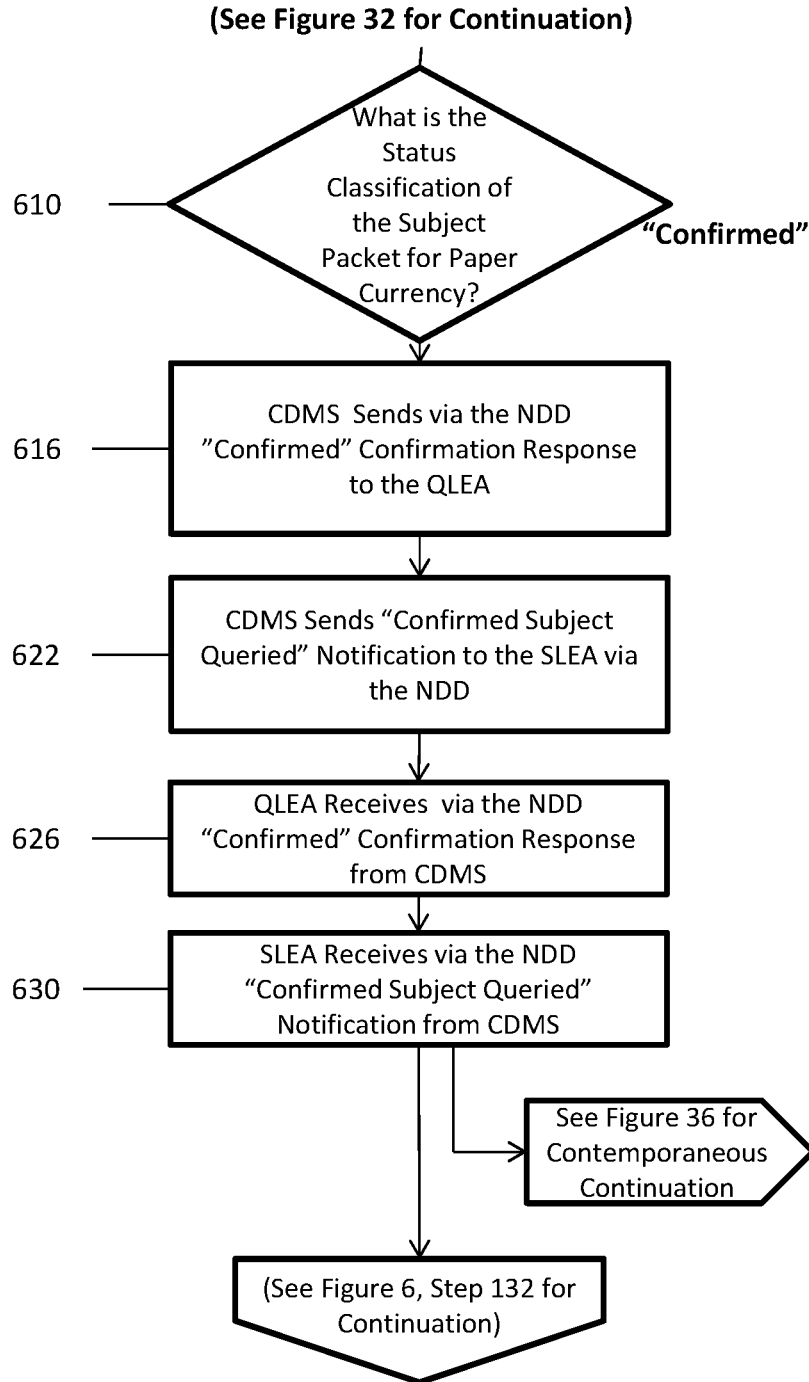 (See Figure 32 for Continuation)
What is the
Status
Classification of
the Subject
Packet for Paper
Currency?
610
“Confirmed”
CDMS Sends via the NDD
”Confirmed” Confirmation Response
to the QLEA
616
CDMS Sends “Confirmed Subject
Queried” Notification to the SLEA via
the NDD
622
QLEA Receives via the NDD
“Confirmed” Confirmation Response
from CDMS
626
SLEA Receives via the NDD
“Confirmed Subject Queried”
Notification from CDMS
630
See Figure 36 for
Contemporaneous
Continuation
(See Figure 6, Step 132 for
Continuation)